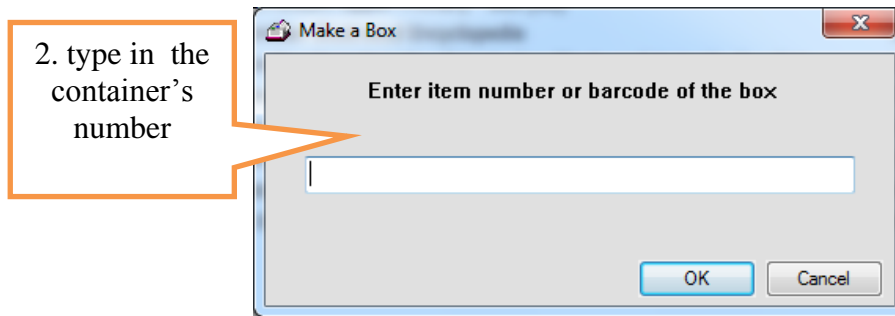 2. type in the
container's
number
Make a Box
Enter item number or barcode of the box
OK
Cancel